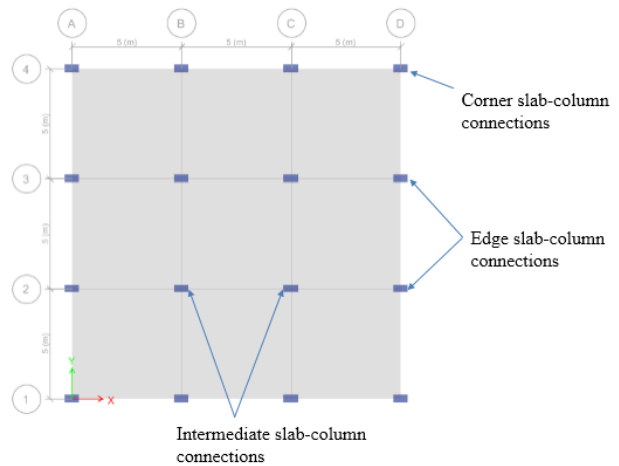 A B C D
5 (m) 5 (m) 5 (m)
4
Corner slab-column
connections
5 (m)
3
Edge slab-column
connections
5 (m)
2
5 (m)
Y
1
X
Intermediate slab-column
connections